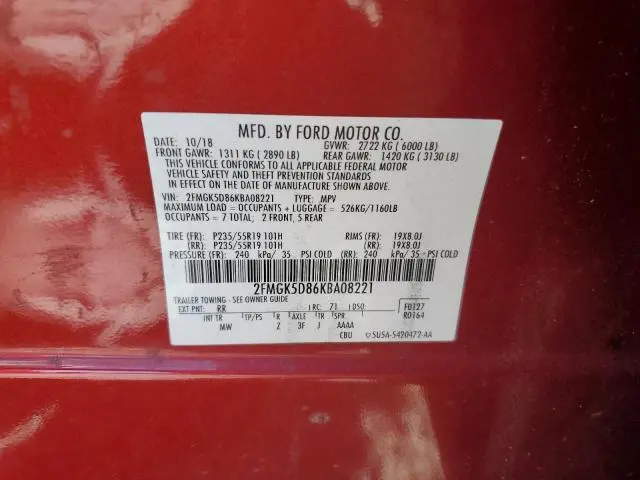 MFD. BY FORD MOTOR CO.
10/18 GVWR: 2722 KG ( 6000 LB)
FRONT GAWR: 1311 KG ( 2890 LB) REAR GAWR: 1420 KG ( 3130 LB)
THIS VEHICLE CONFORMS TO ALL APPLICABLE FEDERAL MOTOR
VEHICLE SAFETY AND THEFT PREVENTION STANDARDS
IN EFFECT ON THE DATE OF MANUFACTURE SHOWN ABOVE.
VIN: 2FMGK5D86KBA08221 TYPE: MPV
MAXIMUM LOAD = OCCUPANTS + LUGGAGE = 526KG/1160LB
OCCUPANTS = 7 TOTAL; 2 FRONT, 5 REAR
TIRE (FR): P235/55R19 101H RIMS (FR): 19X8.0J
(RR): P235/55R19 101H (RR): 19X8.0J
PRESSURE (FR): 240 kPa/ 35 PSI COLD (RR): 240 kPa/ 35 PSI COLD
2FMGK5D86KBA08221
TRAILER TOWING - SEE OWNER GUIDE
EXT PNT: RR RC: 71 DSO: F0127
INT TR TP/PS R AXLE TR SPR R0164
MW 2 3F J AAAA
CBU 5U5A-5420472-AA